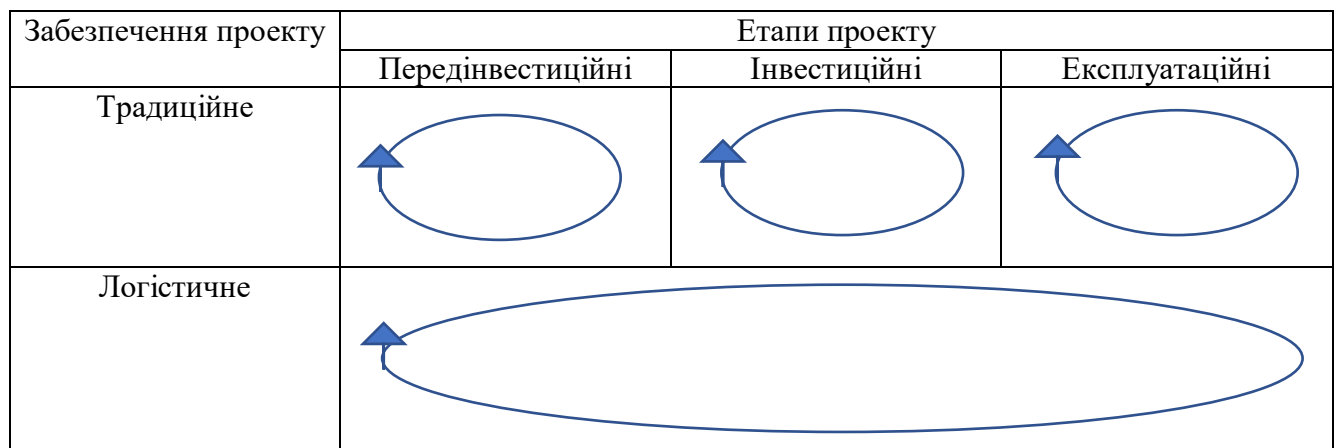 Забезпечення проекту
Етапи проекту
Передінвестиційні
Інвестиційні
Експлуатаційні
Традиційне
Логістичне